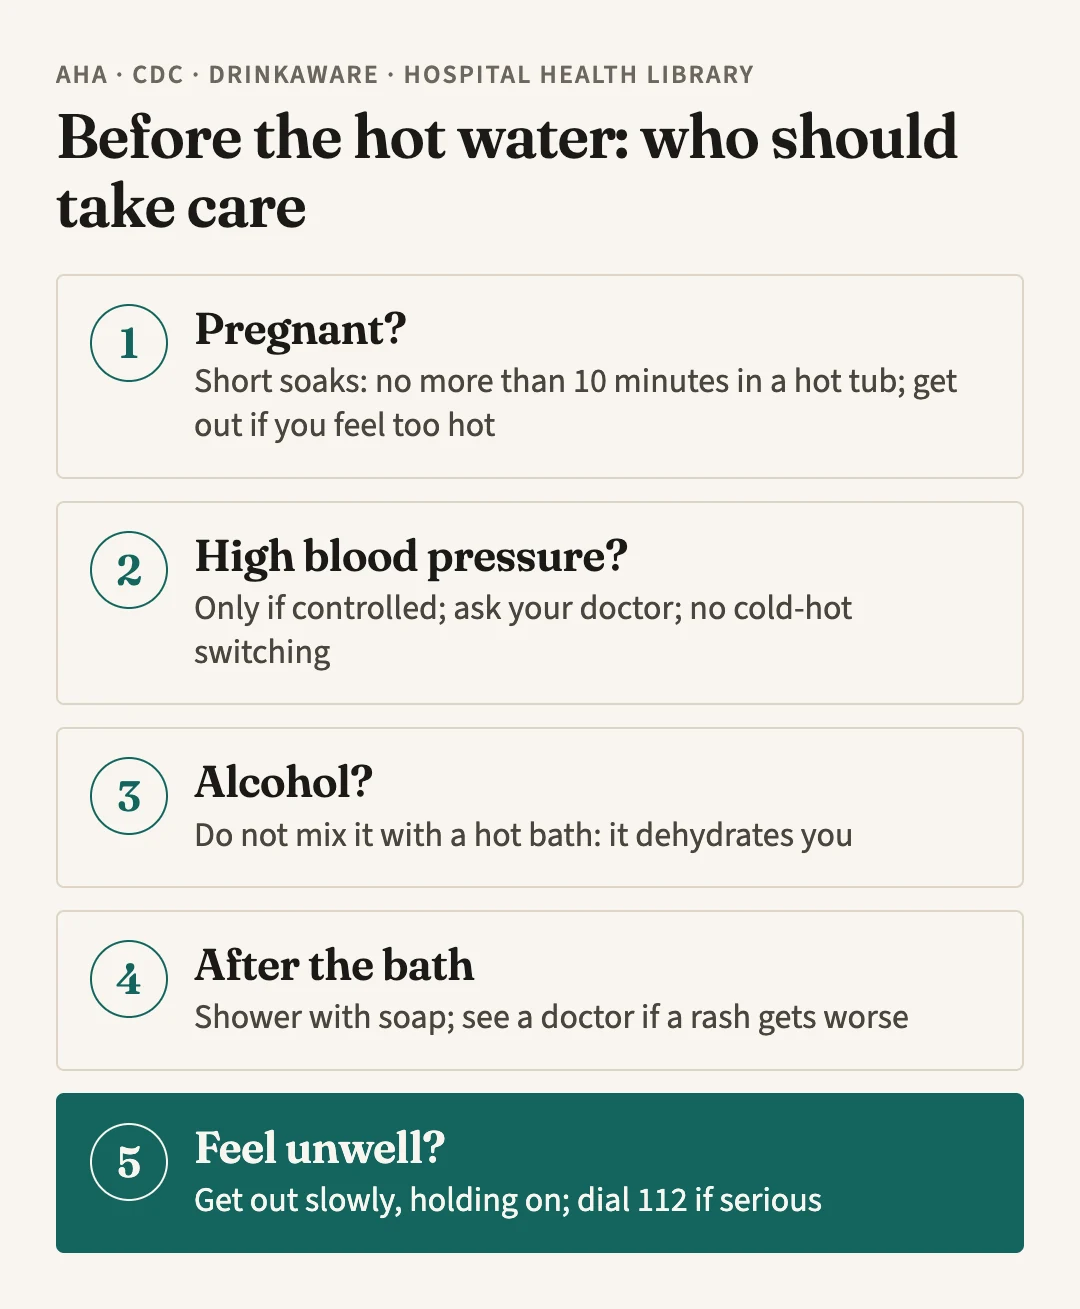 AHA · CDC · DRINKAWARE · HOSPITAL HEALTH LIBRARY
Before the hot water: who should
take care
1
Pregnant?
Short soaks: no more than 10 minutes in a hot tub; get
out if you feel too hot
2
High blood pressure?
Only if controlled; ask your doctor; no cold-hot
switching
3
Alcohol?
Do not mix it with a hot bath: it dehydrates you
4
After the bath
Shower with soap; see a doctor if a rash gets worse
5
Feel unwell?
Get out slowly, holding on; dial 112 if serious